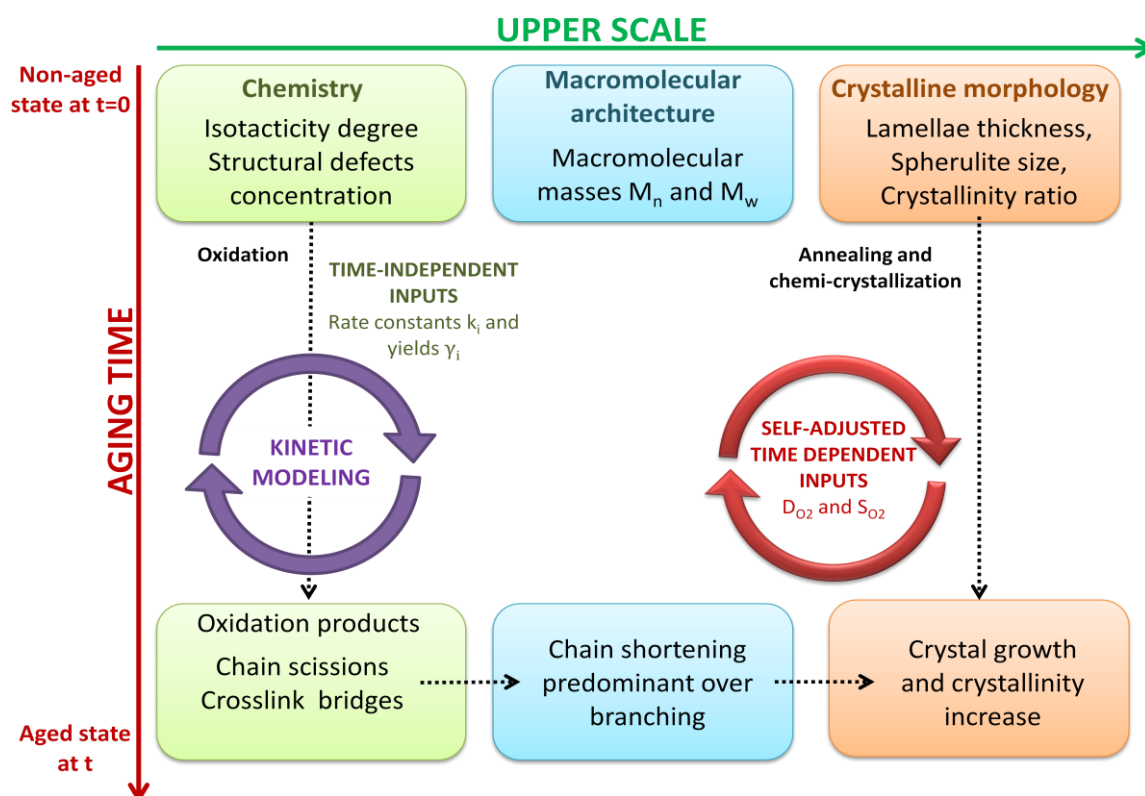 UPPER SCALE
Non-aged
state at t=0
Chemistry
Isotacticity degree
Structural defects
concentration
Macromolecular
architecture
Macromolecular
masses Mn and Mw
Crystalline morphology
Lamellae thickness,
Spherulite size,
Crystallinity ratio
Oxidation
TIME-INDEPENDENT
INPUTS
Rate constants ki and
yields γi
Annealing and
chemi-crystallization
AGING TIME
KINETIC
MODELING
SELF-ADJUSTED
TIME DEPENDENT
INPUTS
DO2 and SO2
Oxidation products
Chain scissions
Crosslink bridges
Chain shortening
predominant over
branching
Crystal growth
and crystallinity
increase
Aged state
at t